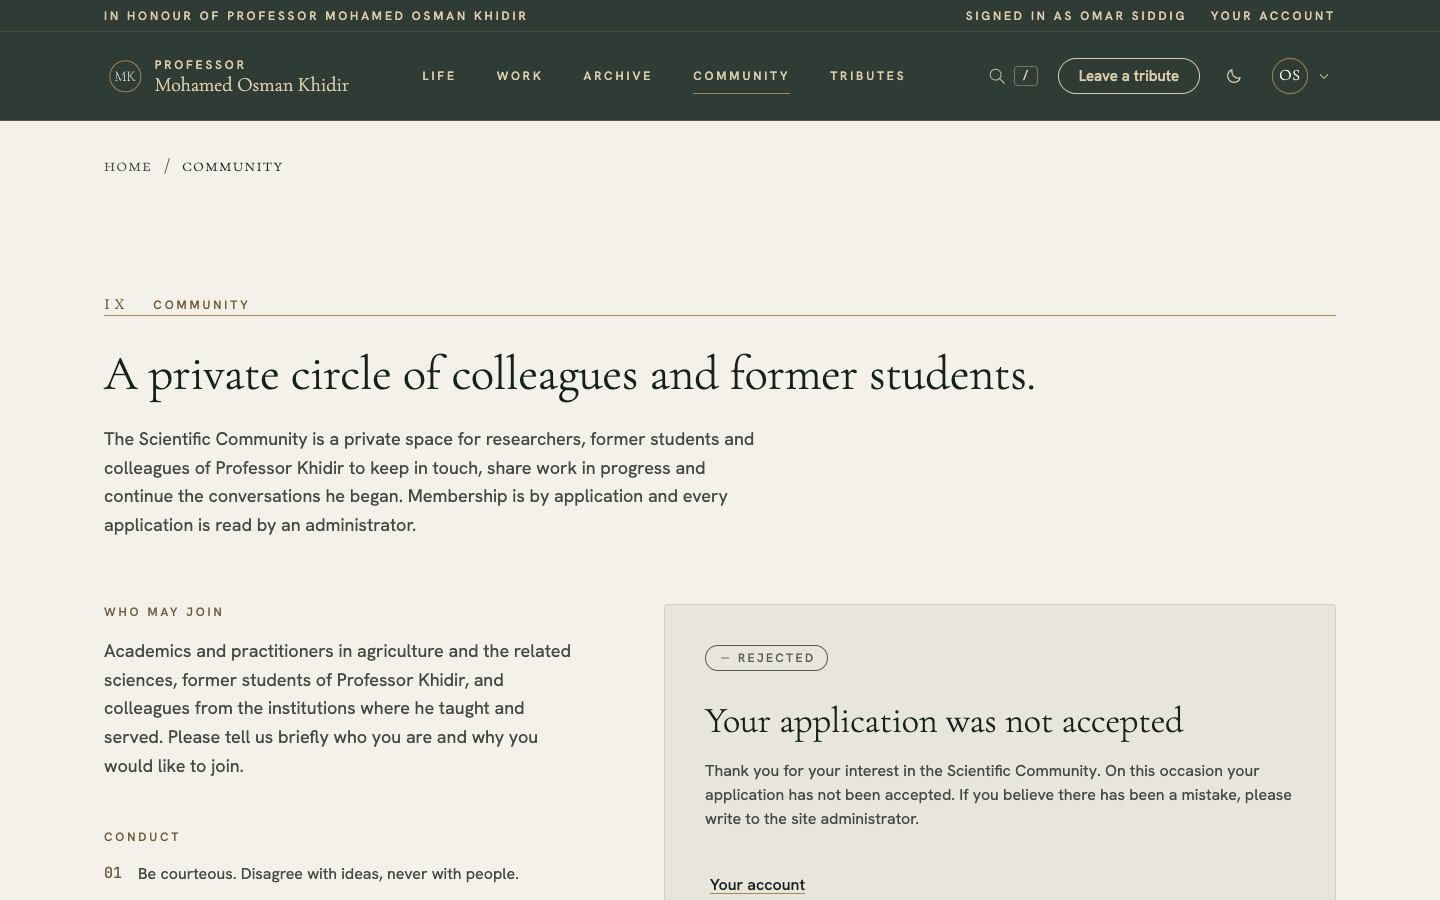 IN HONOUR OF PROFESSOR MOHAMED OSMAN KHIDIR
SIGNED IN AS OMAR SIDDIG YOUR ACCOUNT
MK
PROFESSOR
Mohamed Osman Khidir
LIFE WORK ARCHIVE COMMUNITY TRIBUTES
/
Leave a tribute
OS
HOME / COMMUNITY
IX COMMUNITY
A private circle of colleagues and former students.
The Scientific Community is a private space for researchers, former students and
colleagues of Professor Khidir to keep in touch, share work in progress and
continue the conversations he began. Membership is by application and every
application is read by an administrator.
WHO MAY JOIN
Academics and practitioners in agriculture and the related
sciences, former students of Professor Khidir, and
colleagues from the institutions where he taught and
served. Please tell us briefly who you are and why you
would like to join.
CONDUCT
01 Be courteous. Disagree with ideas, never with people.
— REJECTED
Your application was not accepted
Thank you for your interest in the Scientific Community. On this occasion your
application has not been accepted. If you believe there has been a mistake, please
write to the site administrator.
Your account